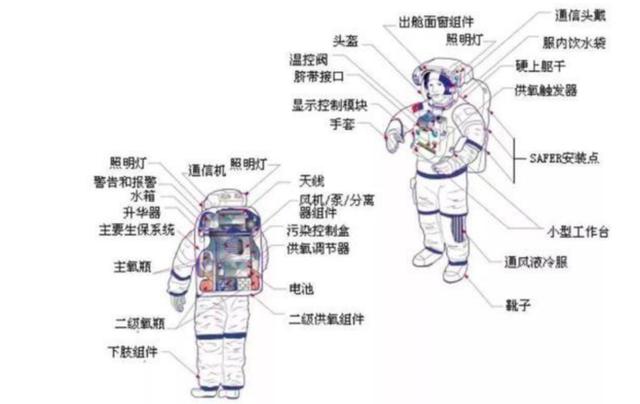 出舱面窗组件
通信头戴
头盔
照明灯
服内饮水袋
温控阀
硬上躯干
脐带接口
供氧触发器
显示控制模块
手套
SAFER安装点
小型工作台
通风液冷服
靴子
照明灯
通信机
照明灯
警告和报警
天线
水箱
风机/泵/分离
器组件
升华器
主要生保系统
污染控制盒
供氧调节器
主氧瓶
电池
二级氧瓶
二级供氧组件
下肢组件